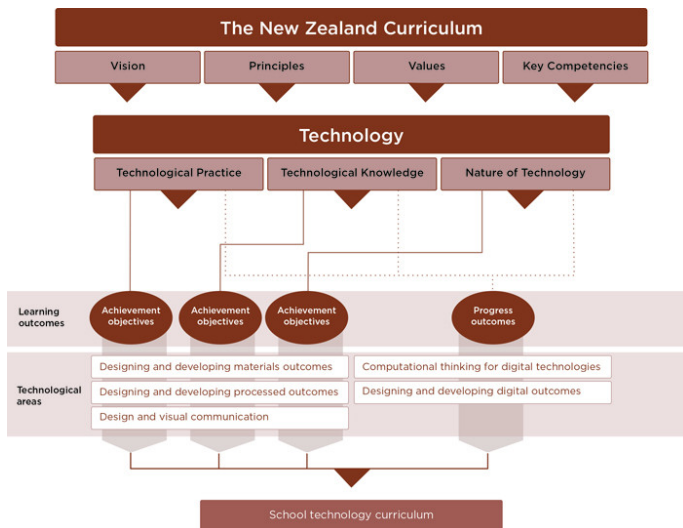 The New Zealand Curriculum
Vision
Principles
Values
Key Competencies
Technology
Technological Practice
Technological Knowledge
Nature of Technology
Learning
outcomes
Achievement
objectives
Achievement
objectives
Achievement
objectives
Progress
outcomes
Technological
areas
Designing and developing materials outcomes
Designing and developing processed outcomes
Design and visual communication
Computational thinking for digital technologies
Designing and developing digital outcomes
School technology curriculum